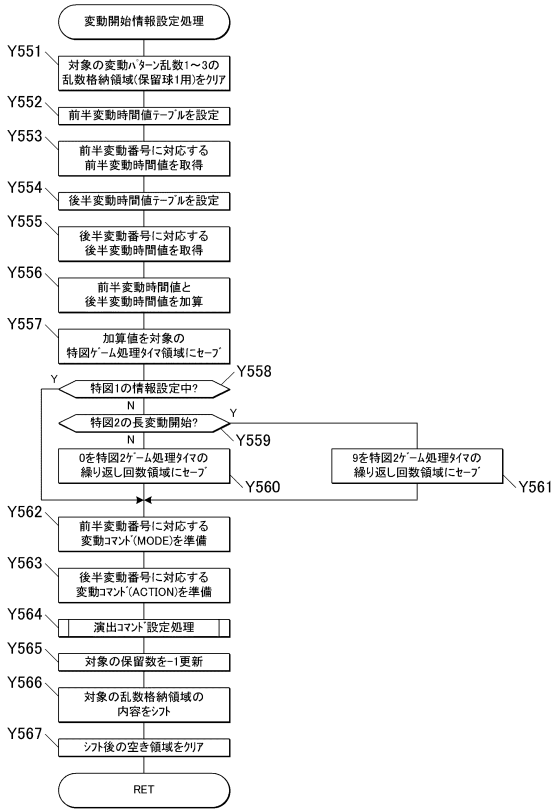 変動開始情報設定処理
Y551
対象の変動パターン乱数1～3の
乱数格納領域(保留球1用)をクリア
Y552
前半変動時間値テーブルを設定
Y553
前半変動番号に対応する
前半変動時間値を取得
Y554
後半変動時間値テーブルを設定
Y555
後半変動番号に対応する
後半変動時間値を取得
Y556
前半変動時間値と
後半変動時間値を加算
Y557
加算値を対象の
特図ゲーム処理タイマ領域にセーブ
Y558
特図1の情報設定中?
Y
N
Y559
特図2の長変動開始?
Y
N
0を特図2ゲーム処理タイマの
繰り返し回数領域にセーブ
Y560
9を特図2ゲーム処理タイマの
繰り返し回数領域にセーブ
Y561
Y562
前半変動番号に対応する
変動コマンド(MODE)を準備
Y563
後半変動番号に対応する
変動コマンド(ACTION)を準備
Y564
演出コマンド設定処理
Y565
対象の保留数を-1更新
Y566
対象の乱数格納領域の
内容をシフト
Y567
シフト後の空き領域をクリア
RET